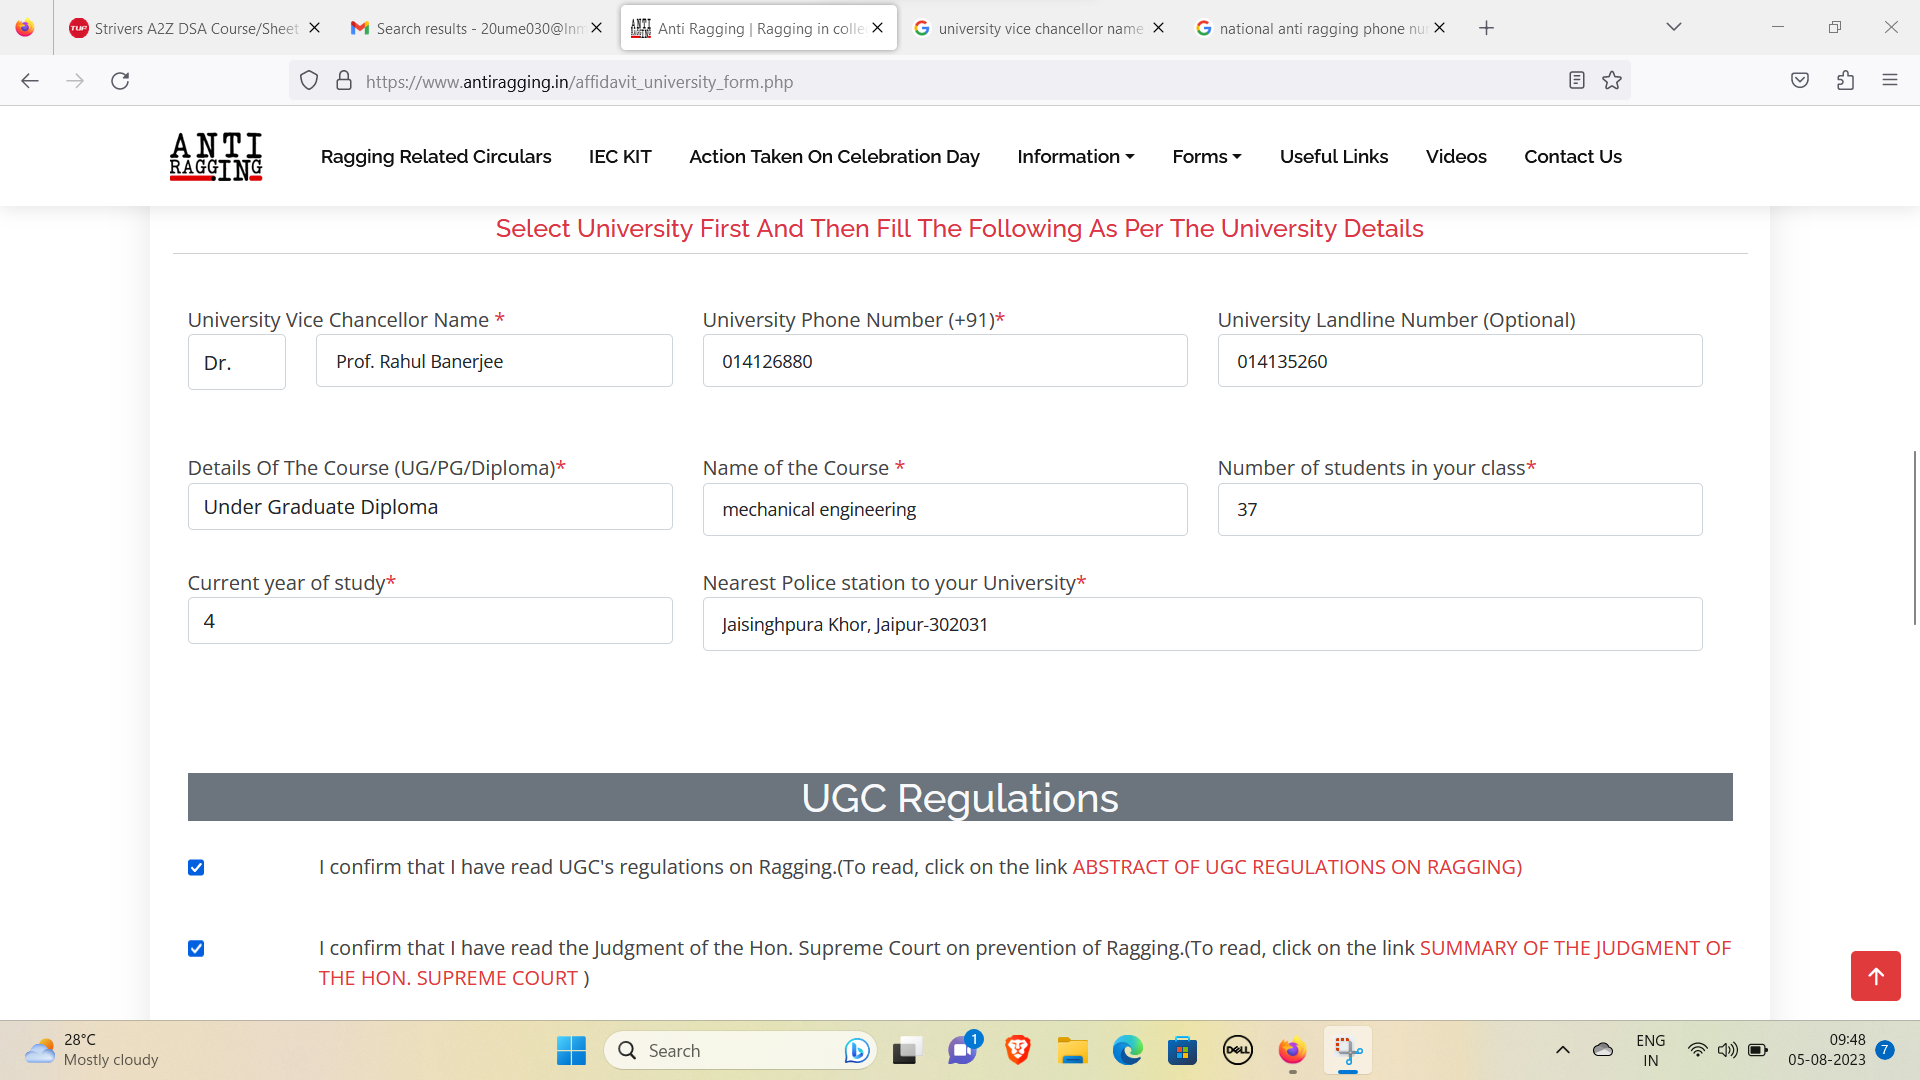 Strivers A2Z DSA Course/Sheet
Search results - 20ume030@lnm
Anti Ragging | Ragging in colle
university vice chancellor name
national anti ragging phone nu
https://www.antiragging.in/affidavit_university_form.php
ANTI
RAGGING
Ragging Related Circulars
IEC KIT
Action Taken On Celebration Day
Information
Forms
Useful Links
Videos
Contact Us
Select University First And Then Fill The Following As Per The University Details
University Vice Chancellor Name *
University Phone Number (+91)*
University Landline Number (Optional)
Dr.
Prof. Rahul Banerjee
014126880
014135260
Details Of The Course (UG/PG/Diploma)*
Name of the Course *
Number of students in your class*
Under Graduate Diploma
mechanical engineering
37
Current year of study*
Nearest Police station to your University*
4
Jaisinghpura Khor, Jaipur-302031
UGC Regulations
I confirm that I have read UGC's regulations on Ragging.(To read, click on the link ABSTRACT OF UGC REGULATIONS ON RAGGING)
I confirm that I have read the Judgment of the Hon. Supreme Court on prevention of Ragging.(To read, click on the link SUMMARY OF THE JUDGMENT OF
THE HON. SUPREME COURT )
28°C
Mostly cloudy
Search
1
DELL
ENG
IN
09:48
05-08-2023
7